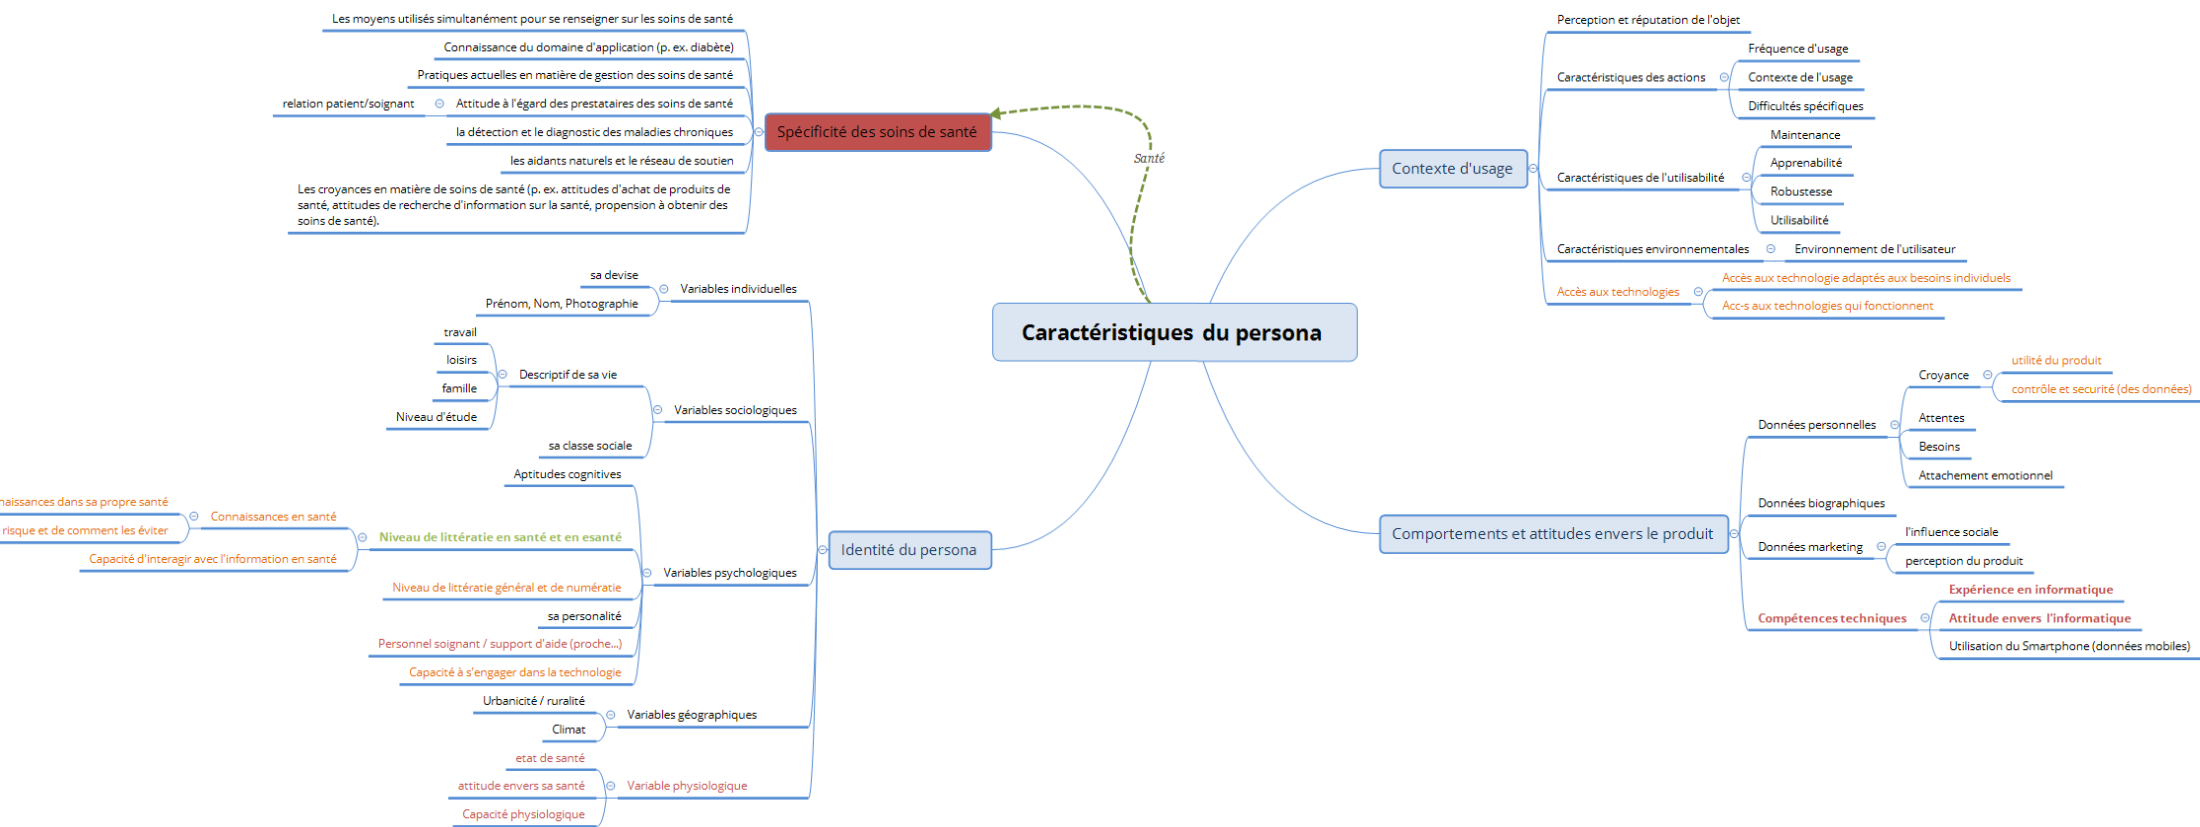 Les moyens utilisés simultanément pour se renseigner sur les soins de santé
Connaissance du domaine d'application (p. ex. diabète)
Pratiques actuelles en matière de gestion des soins de santé
relation patient/soignant
Attitude à l'égard des prestataires des soins de santé
la détection et le diagnostic des maladies chroniques
les aidants naturels et le réseau de soutien
Les croyances en matière de soins de santé (p. ex. attitudes d'achat de produits de
santé, attitudes de recherche d'information sur la santé, propension à obtenir des
soins de santé).
Spécificité des soins de santé
Santé
Perception et réputation de l'objet
Fréquence d'usage
Caractéristiques des actions
Contexte de l'usage
Difficultés spécifiques
Maintenance
Apprenabilité
Caractéristiques de l'utilisabilité
Robustesse
Utilisabilité
Contexte d'usage
Caractéristiques environnementales
Environnement de l'utilisateur
Accès aux technologie adaptés aux besoins individuels
Accès aux technologies
Acc-s aux technologies qui fonctionnent
Caractéristiques du persona
sa devise
Variables individuelles
Prénom, Nom, Photographie
travail
loisirs
Descriptif de sa vie
famille
Niveau d'étude
Variables sociologiques
sa classe sociale
Aptitudes cognitives
dans sa propre santé
Connaissances en santé
risque et de comment les éviter
Niveau de littératie en santé et en esanté
Capacité d'interagir avec l'information en santé
Variables psychologiques
Niveau de littératie général et de numératie
sa personalité
Personnel soignant / support d'aide (proche...)
Capacité à s'engager dans la technologie
Identité du persona
Urbanicité / ruralité
Variables géographiques
Climat
etat de santé
attitude envers sa santé
Variable physiologique
Capacité physiologique
utilité du produit
Croyance
contrôle et securité (des données)
Données personnelles
Attentes
Besoins
Attachement emotionnel
Données biographiques
Comportements et attitudes envers le produit
l'influence sociale
Données marketing
perception du produit
Expérience en informatique
Compétences techniques
Attitude envers l'informatique
Utilisation du Smartphone (données mobiles)